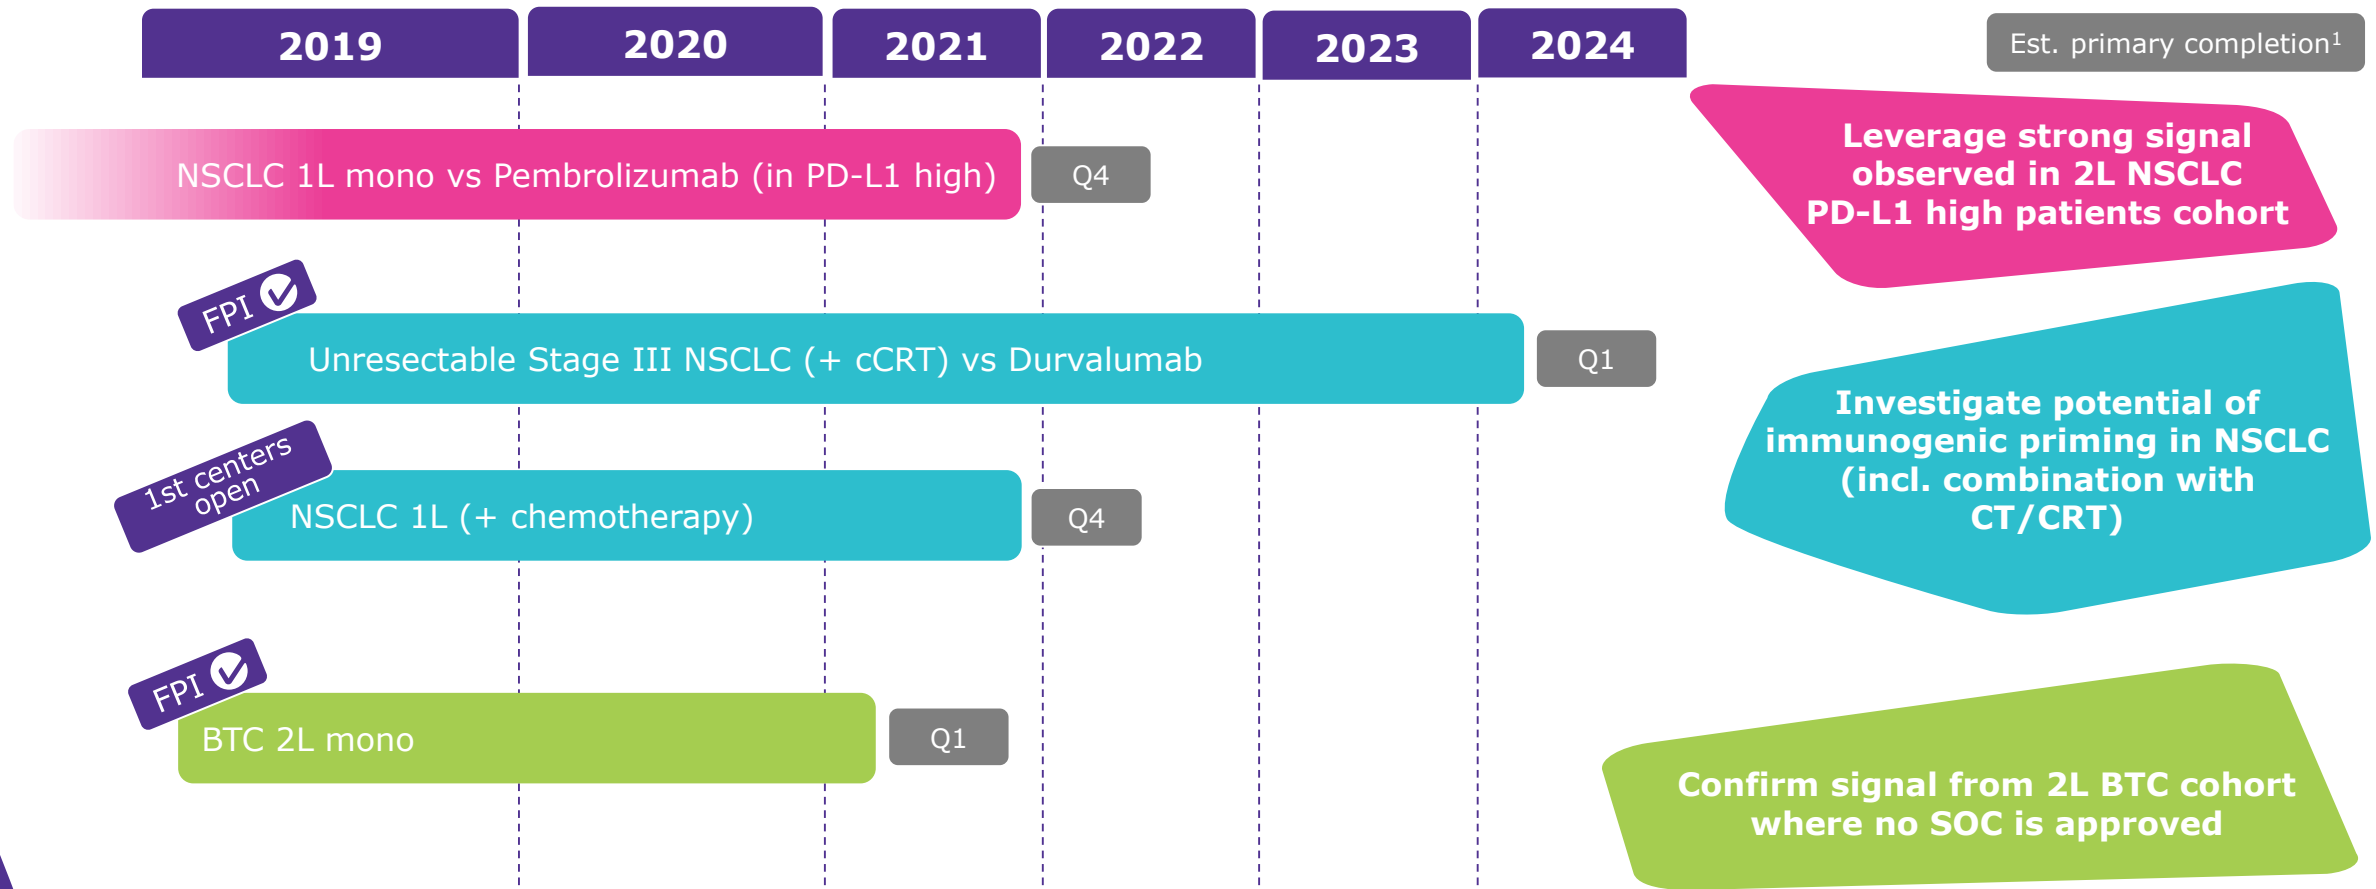 2019
2020
2021
2022
2023
2024
Est. primary completion¹
NSCLC 1L mono vs Pembrolizumab (in PD-L1 high)
Q4
Leverage strong signal
observed in 2L NSCLC
PD-L1 high patients cohort
FPI
Unresectable Stage III NSCLC (+ cCRT) vs Durvalumab
Q1
1st centers
open
NSCLC 1L (+ chemotherapy)
Q4
Investigate potential of
immunogenic priming in NSCLC
(incl. combination with
CT/CRT)
FPI
BTC 2L mono
Q1
Confirm signal from 2L BTC cohort
where no SOC is approved